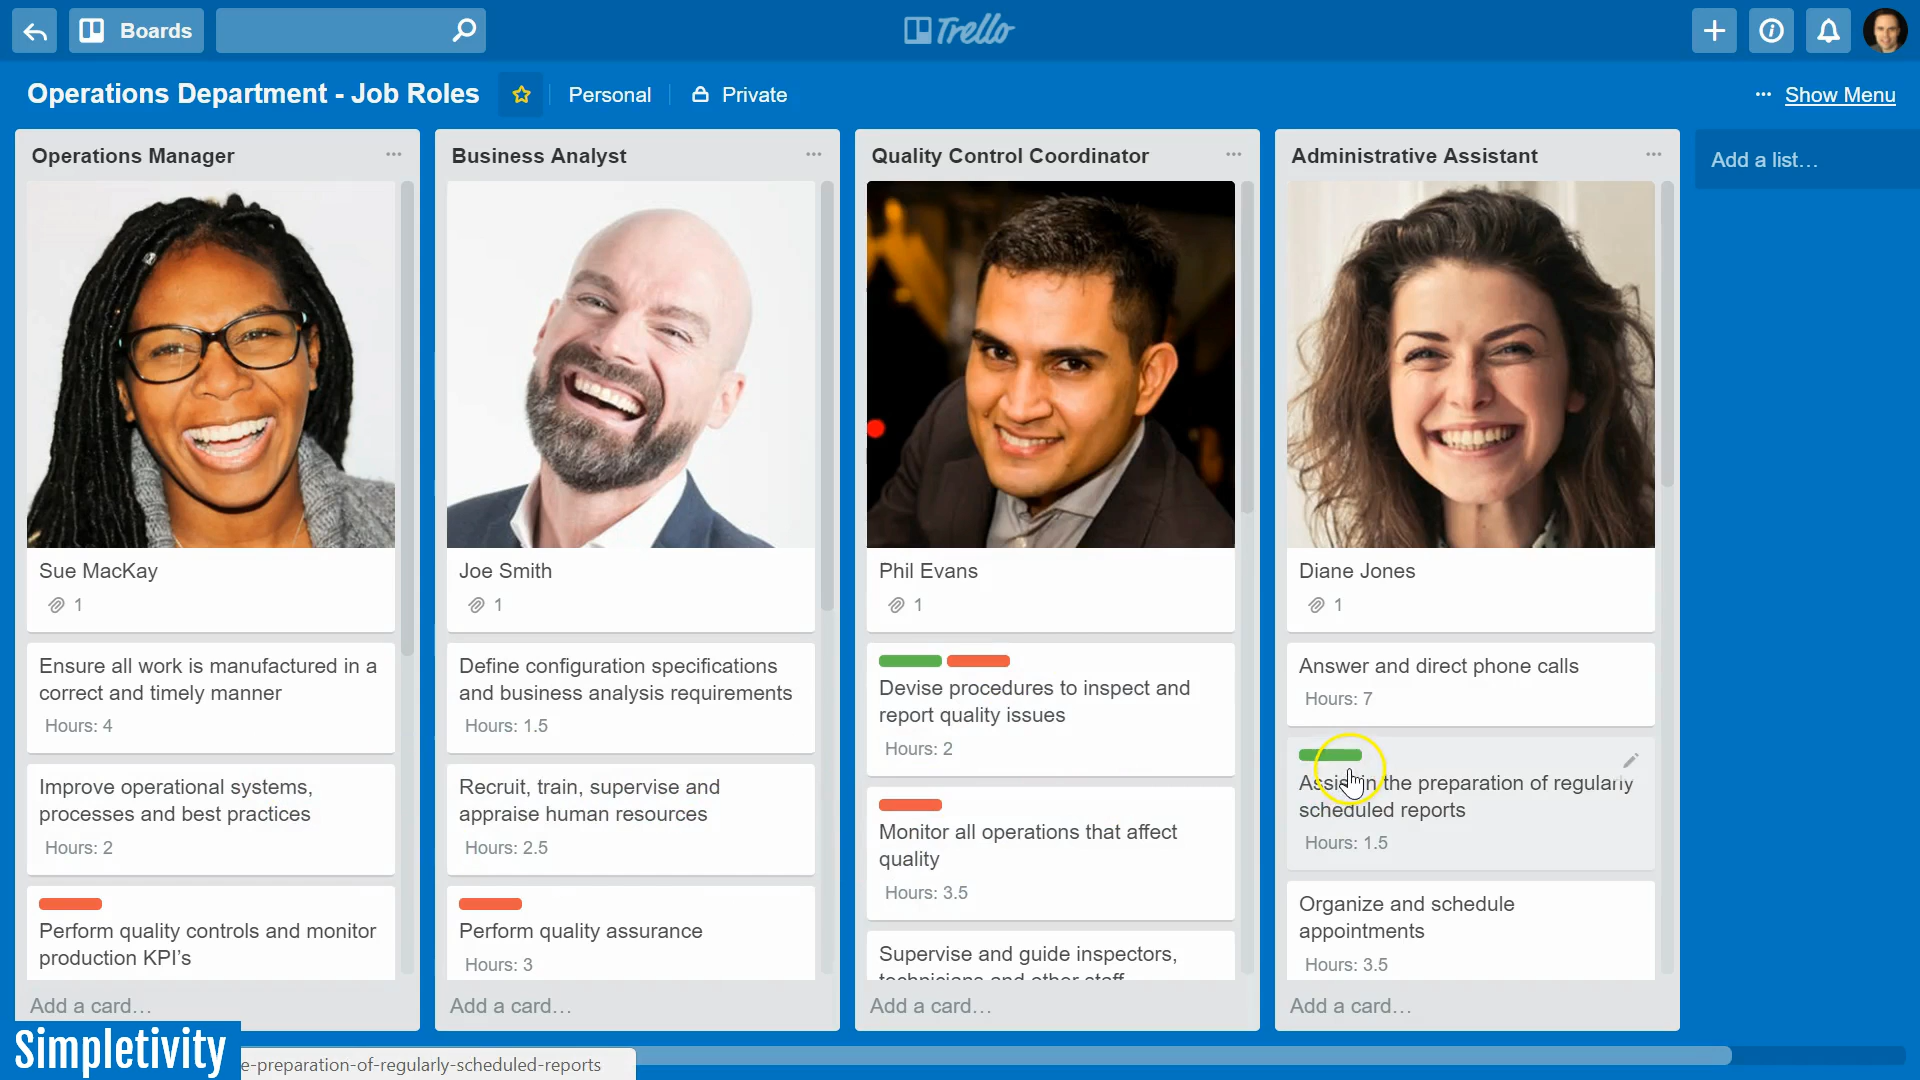 Boards
Trello
Operations Department - Job Roles
Personal
Private
··· Show Menu
Operations Manager
Sue MacKay
1
Ensure all work is manufactured in a
correct and timely manner
Hours: 4
Improve operational systems,
processes and best practices
Hours: 2
Perform quality controls and monitor
production KPI's
Add a card…
Business Analyst
Joe Smith
1
Define configuration specifications
and business analysis requirements
Hours: 1.5
Recruit, train, supervise and
appraise human resources
Hours: 2.5
Perform quality assurance
Hours: 3
Add a card…
Quality Control Coordinator
Phil Evans
1
Devise procedures to inspect and
report quality issues
Hours: 2
Monitor all operations that affect
quality
Hours: 3.5
Supervise and guide inspectors,
technicians and other staff
Add a card…
Administrative Assistant
Diane Jones
1
Answer and direct phone calls
Hours: 7
Assist in the preparation of regularly
scheduled reports
Hours: 1.5
Organize and schedule
appointments
Hours: 3.5
Add a card…
Add a list…
Simpletivity
e-preparation-of-regularly-scheduled-reports